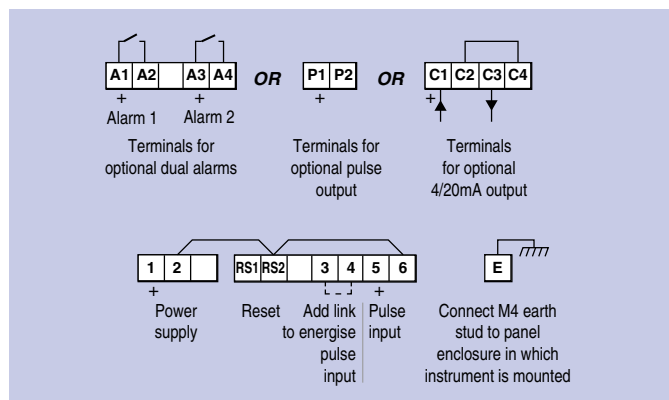 A1 A2 A3 A4 OR P1 P2 OR C1 C2 C3 C4
+ + + +
Alarm 1 Alarm 2
Terminals for
optional dual alarms
Terminals for
optional pulse
output
Terminals
for optional
4/20mA output
1 2 RS1 RS2 3 4 5 6 E
+ +
Power
supply
Reset
Add link
to energise
pulse
input
Pulse
input
Connect M4 earth
stud to panel
enclosure in which
instrument is mounted